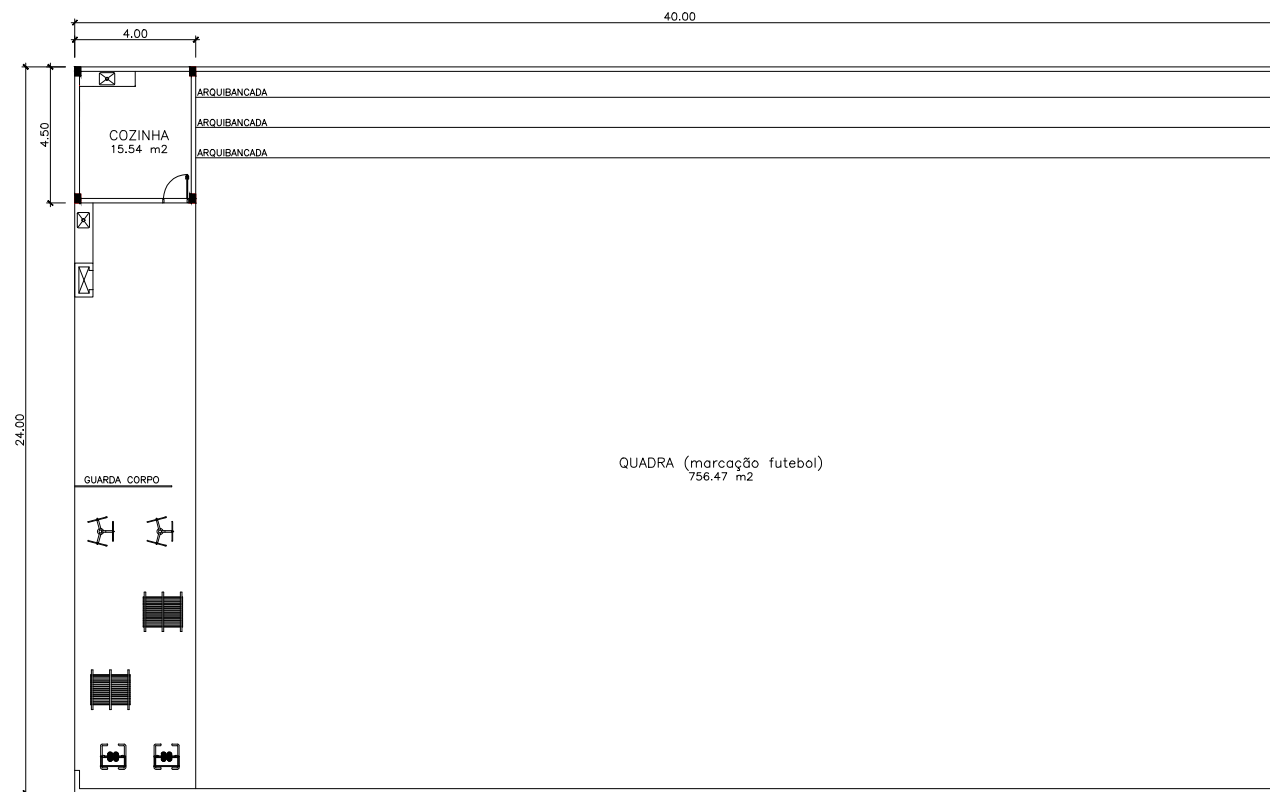 40.00
4.00
ARQUIBANCADA
4.50
COZINHA
15.54 m2
ARQUIBANCADA
ARQUIBANCADA
24.00
QUADRA (marcação futebol)
756.47 m2
GUARDA CORPO